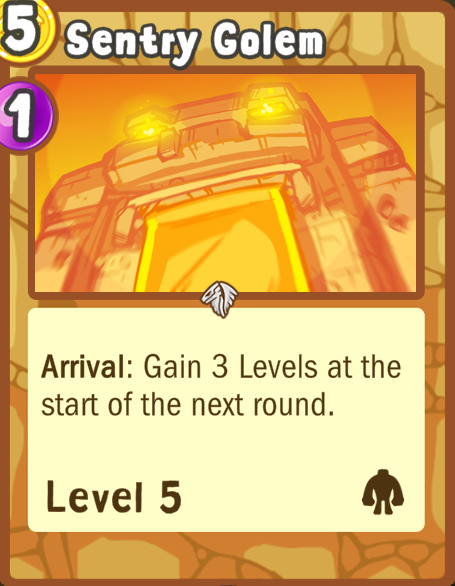 5 Sentry Golem
1
Arrival: Gain 3 Levels at the
start of the next round.
Level 5